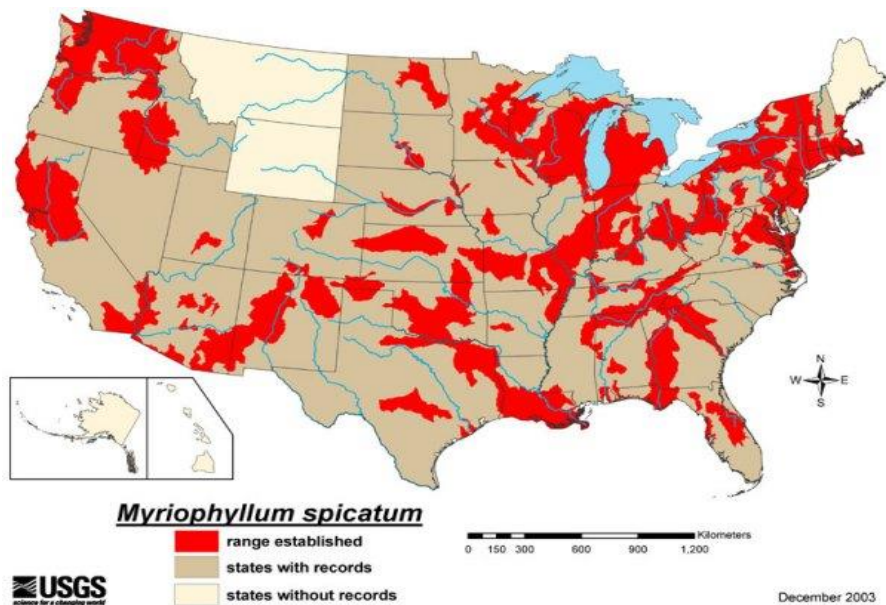 N
W E
S
Myriophyllum spicatum
range established
states with records
states without records
Kilometers
0 150 300 600 900 1,200
USGS
science for a changing world
December 2003